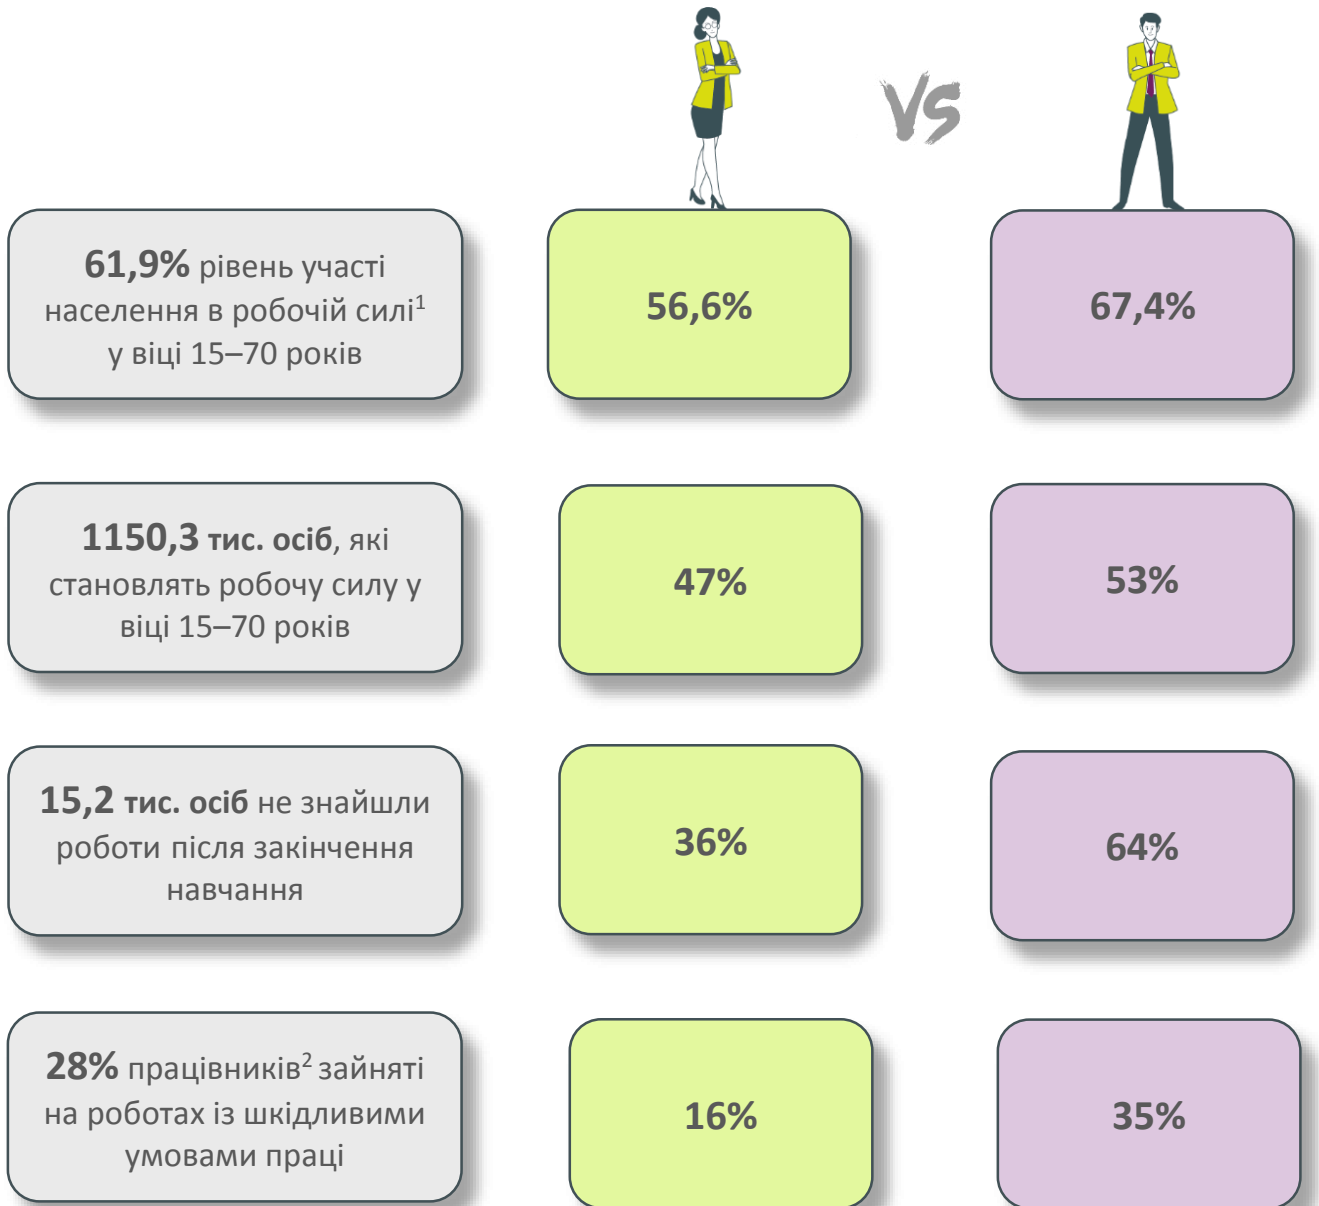 VS
61,9% рівень участі
населення в робочій силі1
у віці 15–70 років
56,6%
67,4%
1150,3 тис. осіб, які
становлять робочу силу у
віці 15–70 років
47%
53%
15,2 тис. осіб не знайшли
роботи після закінчення
навчання
36%
64%
28% працівників2 зайняті
на роботах із шкідливими
умовами праці
16%
35%